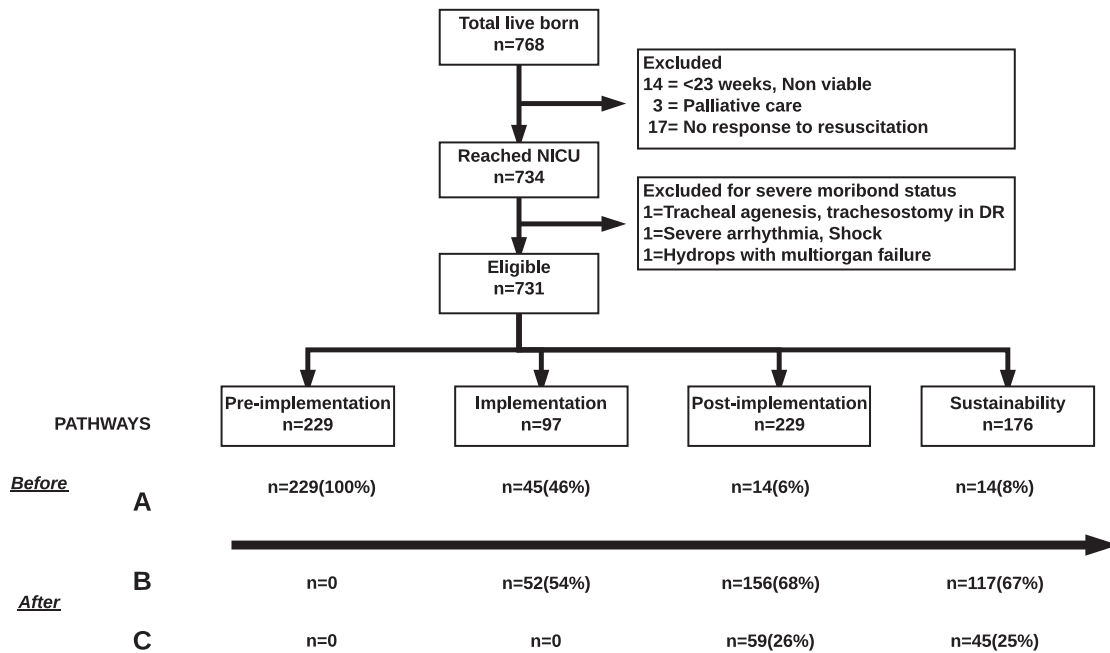 Total live born
n=768
Excluded
14 = <23 weeks, Non viable
3 = Palliative care
17= No response to resuscitation
Reached NICU
n=734
Excluded for severe moribond status
1=Tracheal agenesis, trachesostomy in DR
1=Severe arrhythmia, Shock
1=Hydrops with multiorgan failure
Eligible
n=731
PATHWAYS
Pre-implementation
n=229
Implementation
n=97
Post-implementation
n=229
Sustainability
n=176
Before
A
n=229(100%)
n=45(46%)
n=14(6%)
n=14(8%)
After
B
n=0
n=52(54%)
n=156(68%)
n=117(67%)
C
n=0
n=0
n=59(26%)
n=45(25%)